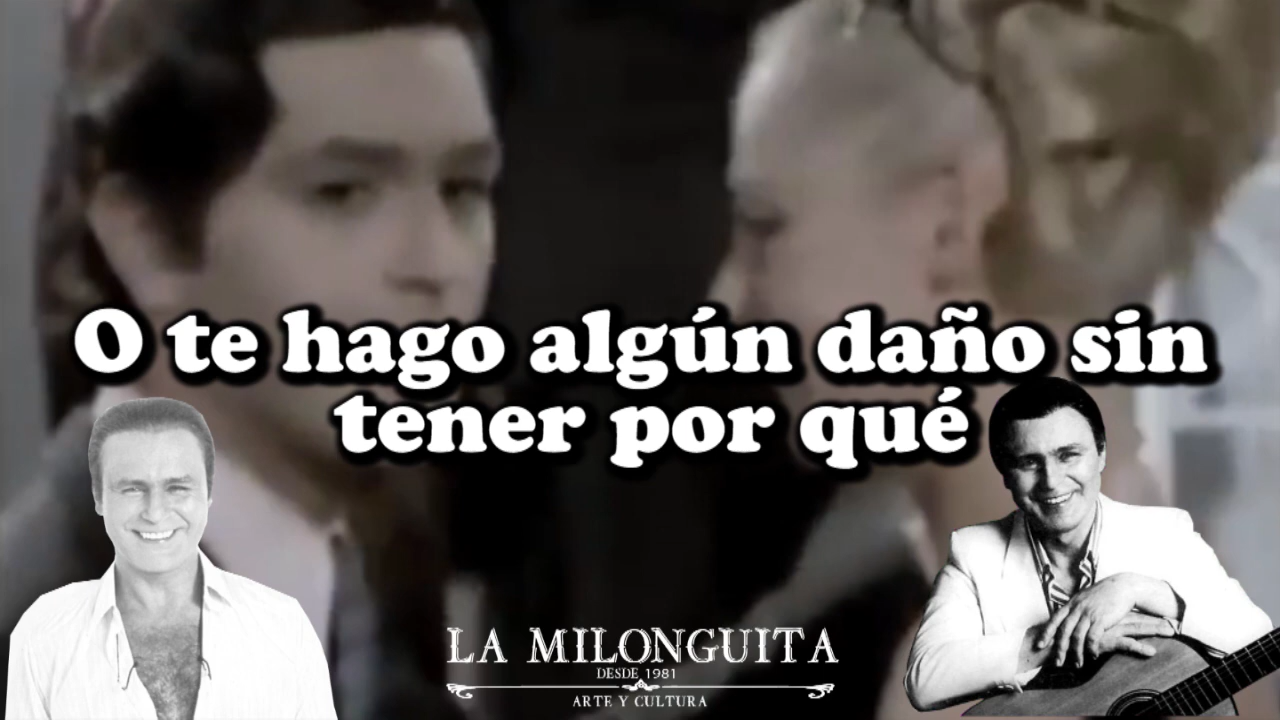 O te hago algún daño sin
tener por qué
LA MILONGUITA
DESDE 1981
ARTE Y CULTURA